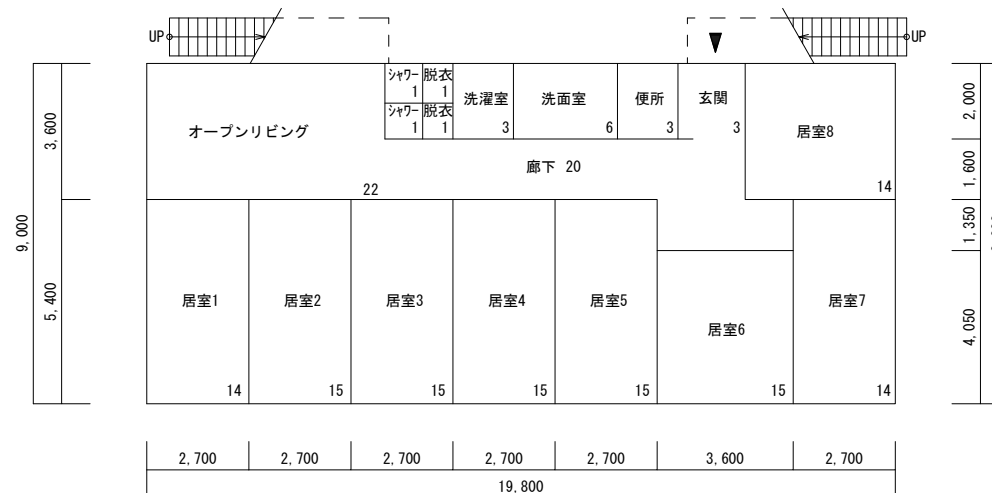 UP
UP
シャワー 脱衣
1 1
シャワー 脱衣
1 1
洗濯室
3
洗面室
6
便所
3
玄関
3
居室8
14
オープンリビング
22
廊下 20
居室1
14
居室2
15
居室3
15
居室4
15
居室5
15
居室6
15
居室7
14
3,600
5,400
9,000
2,000
1,600
1,350
4,050
2,700 2,700 2,700 2,700 2,700 3,600 2,700
19,800